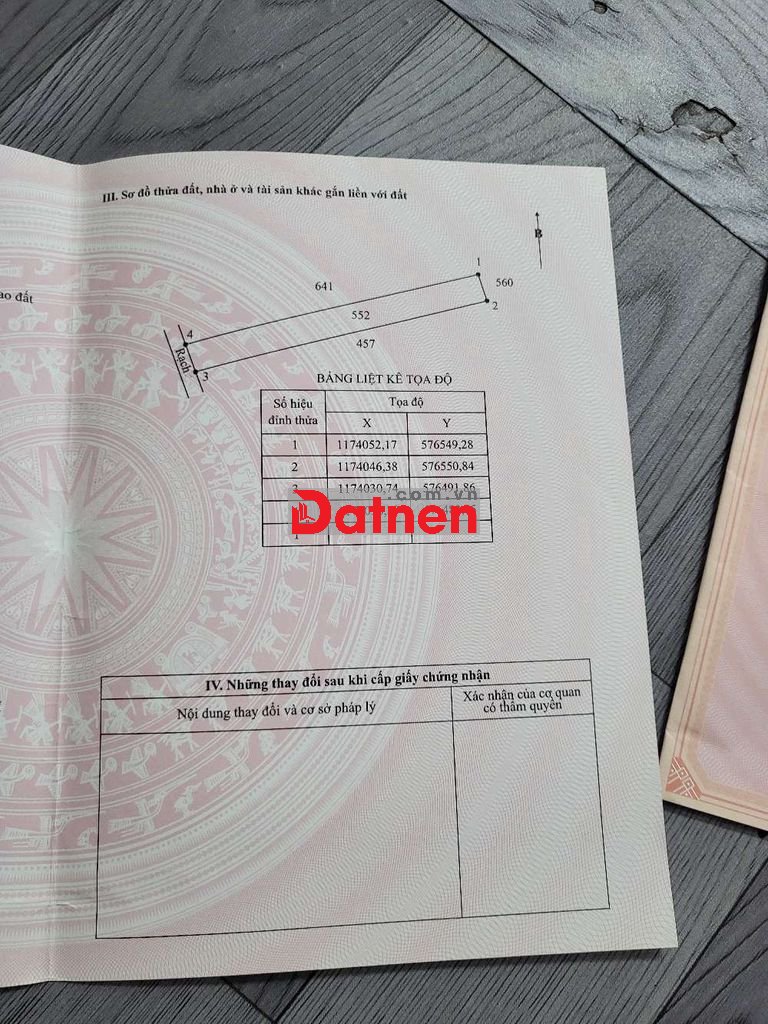 III. Sơ đồ thửa đất, nhà ở và tài sản khác gắn liền với đất
B
ao đất
1
641
560
2
552
4
457
Rạch
3
BẢNG LIỆT KÊ TỌA ĐỘ
Số hiệu đỉnh thửa
Tọa độ
X Y
1 1174052,17 576549,28
2 1174046,38 576550,84
3 1174030,74 576491,86
.com.vn
Datnen
1
IV. Những thay đổi sau khi cấp giấy chứng nhận
Nội dung thay đổi và cơ sở pháp lý
Xác nhận của cơ quan
có thẩm quyền